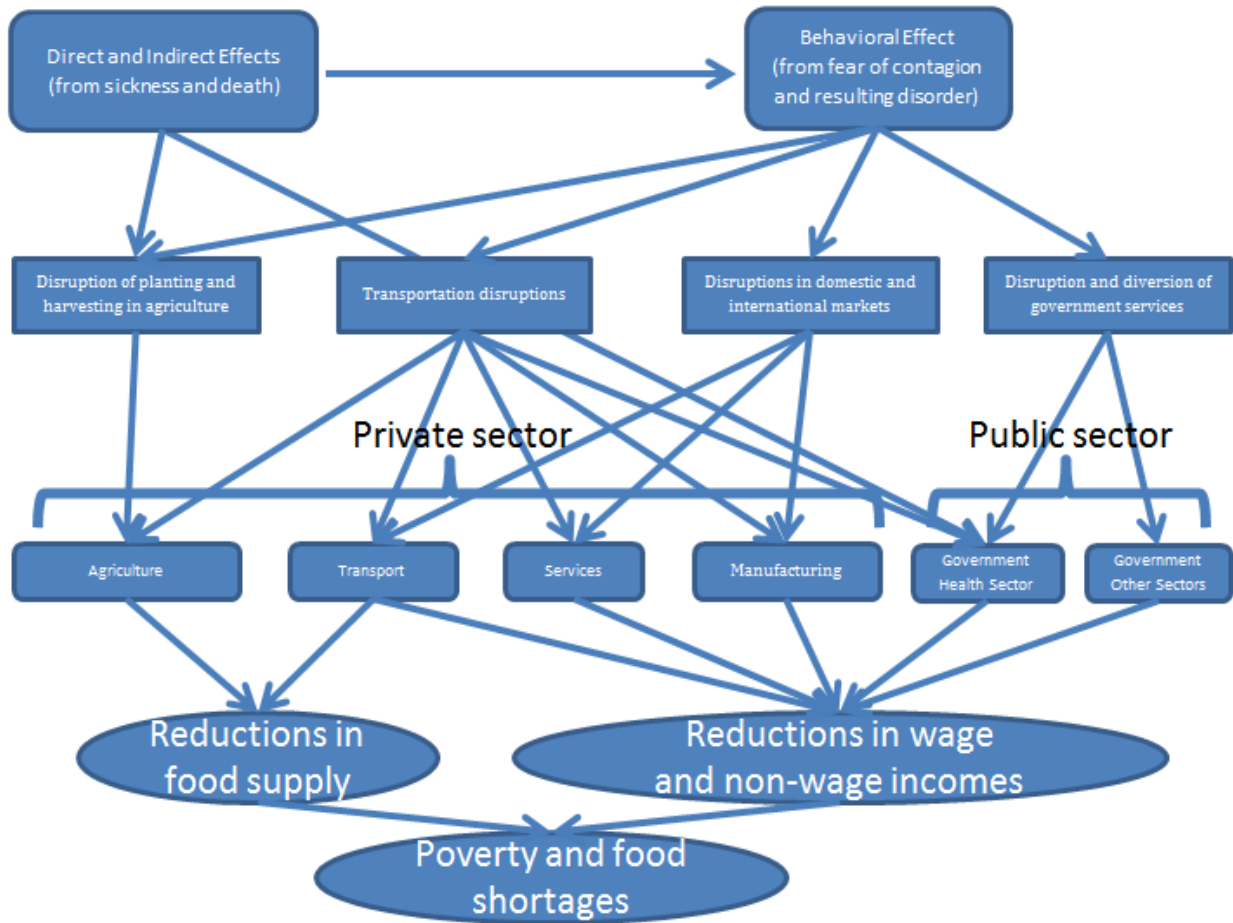 Direct and Indirect Effects
(from sickness and death)
Behavioral Effect
(from fear of contagion
and resulting disorder)
Disruption of planting and
harvesting in agriculture
Transportation disruptions
Disruptions in domestic and
international markets
Disruption and diversion of
government services
Private sector
Public sector
Agriculture
Transport
Services
Manufacturing
Government
Health Sector
Government
Other Sectors
Reductions in
food supply
Reductions in wage
and non-wage incomes
Poverty and food
shortages